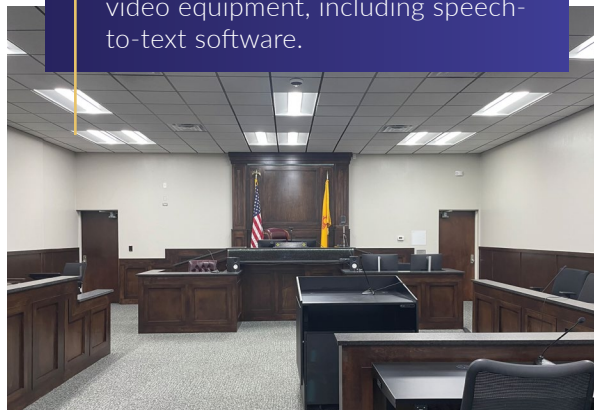 video equipment, including speech-
to-text software.